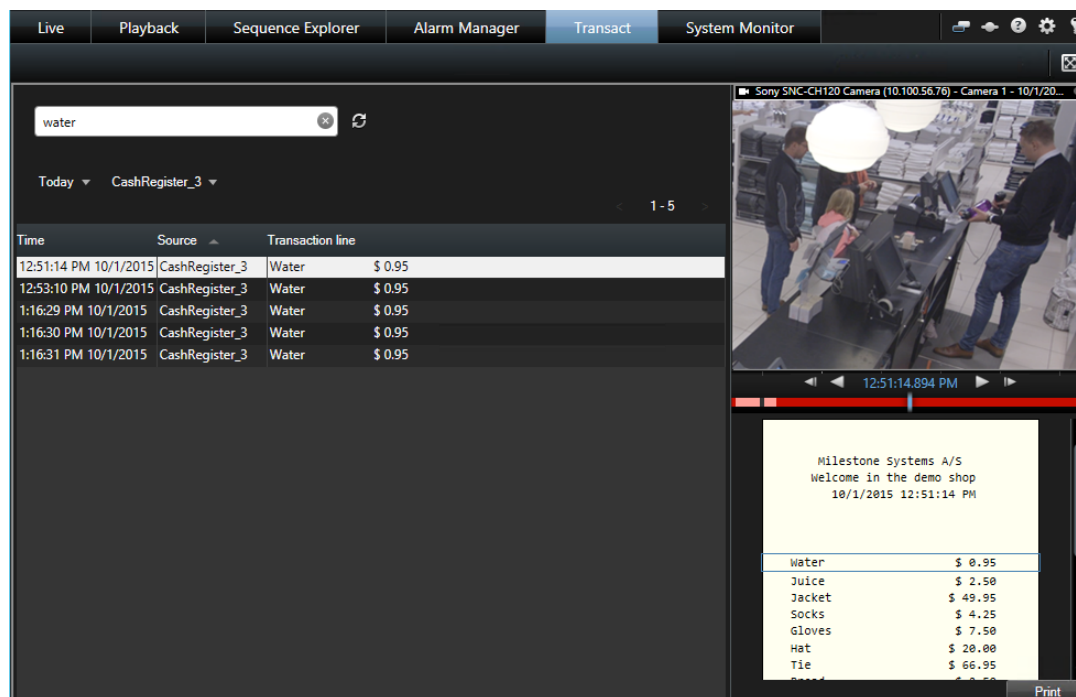 Live Playback Sequence Explorer Alarm Manager Transact System Monitor
Sony SNC-CH120 Camera (10.100.56.76) - Camera 1 - 10/1/20...
water
Today CashRegister_3
1 - 5
Time Source Transaction line
12:51:14 PM 10/1/2015 CashRegister_3 Water $ 0.95
12:53:10 PM 10/1/2015 CashRegister_3 Water $ 0.95
1:16:29 PM 10/1/2015 CashRegister_3 Water $ 0.95
1:16:30 PM 10/1/2015 CashRegister_3 Water $ 0.95
1:16:31 PM 10/1/2015 CashRegister_3 Water $ 0.95
12:51:14.894 PM
Milestone Systems A/S
Welcome in the demo shop
10/1/2015 12:51:14 PM
Water $ 0.95
Juice $ 2.50
Jacket $ 49.95
Socks $ 4.25
Gloves $ 7.50
Hat $ 20.00
Tie $ 66.95
Print